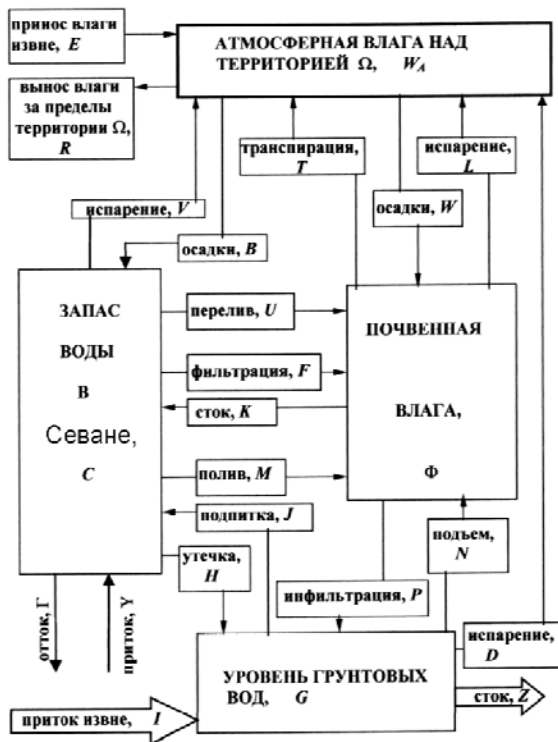 принос влаги
извне, E
АТМОСФЕРНАЯ ВЛАГА НАД
ТЕРРИТОРИЕЙ Ω, W_A
вынос влаги
за пределы
территории Ω,
R
транспирация,
T
испарение,
L
испарение, V
осадки, W
осадки, B
ЗАПАС
ВОДЫ
В
Севане,
C
перелив, U
ПОЧВЕННАЯ
ВЛАГА,
Ф
фильтрация, F
сток, K
полив, M
подпитка, J
утечка,
H
подъем,
N
инфильтрация, P
отток, Г
приток, Y
испарение,
D
УРОВЕНЬ ГРУНТОВЫХ
ВОД, G
сток, Z
приток извне, I